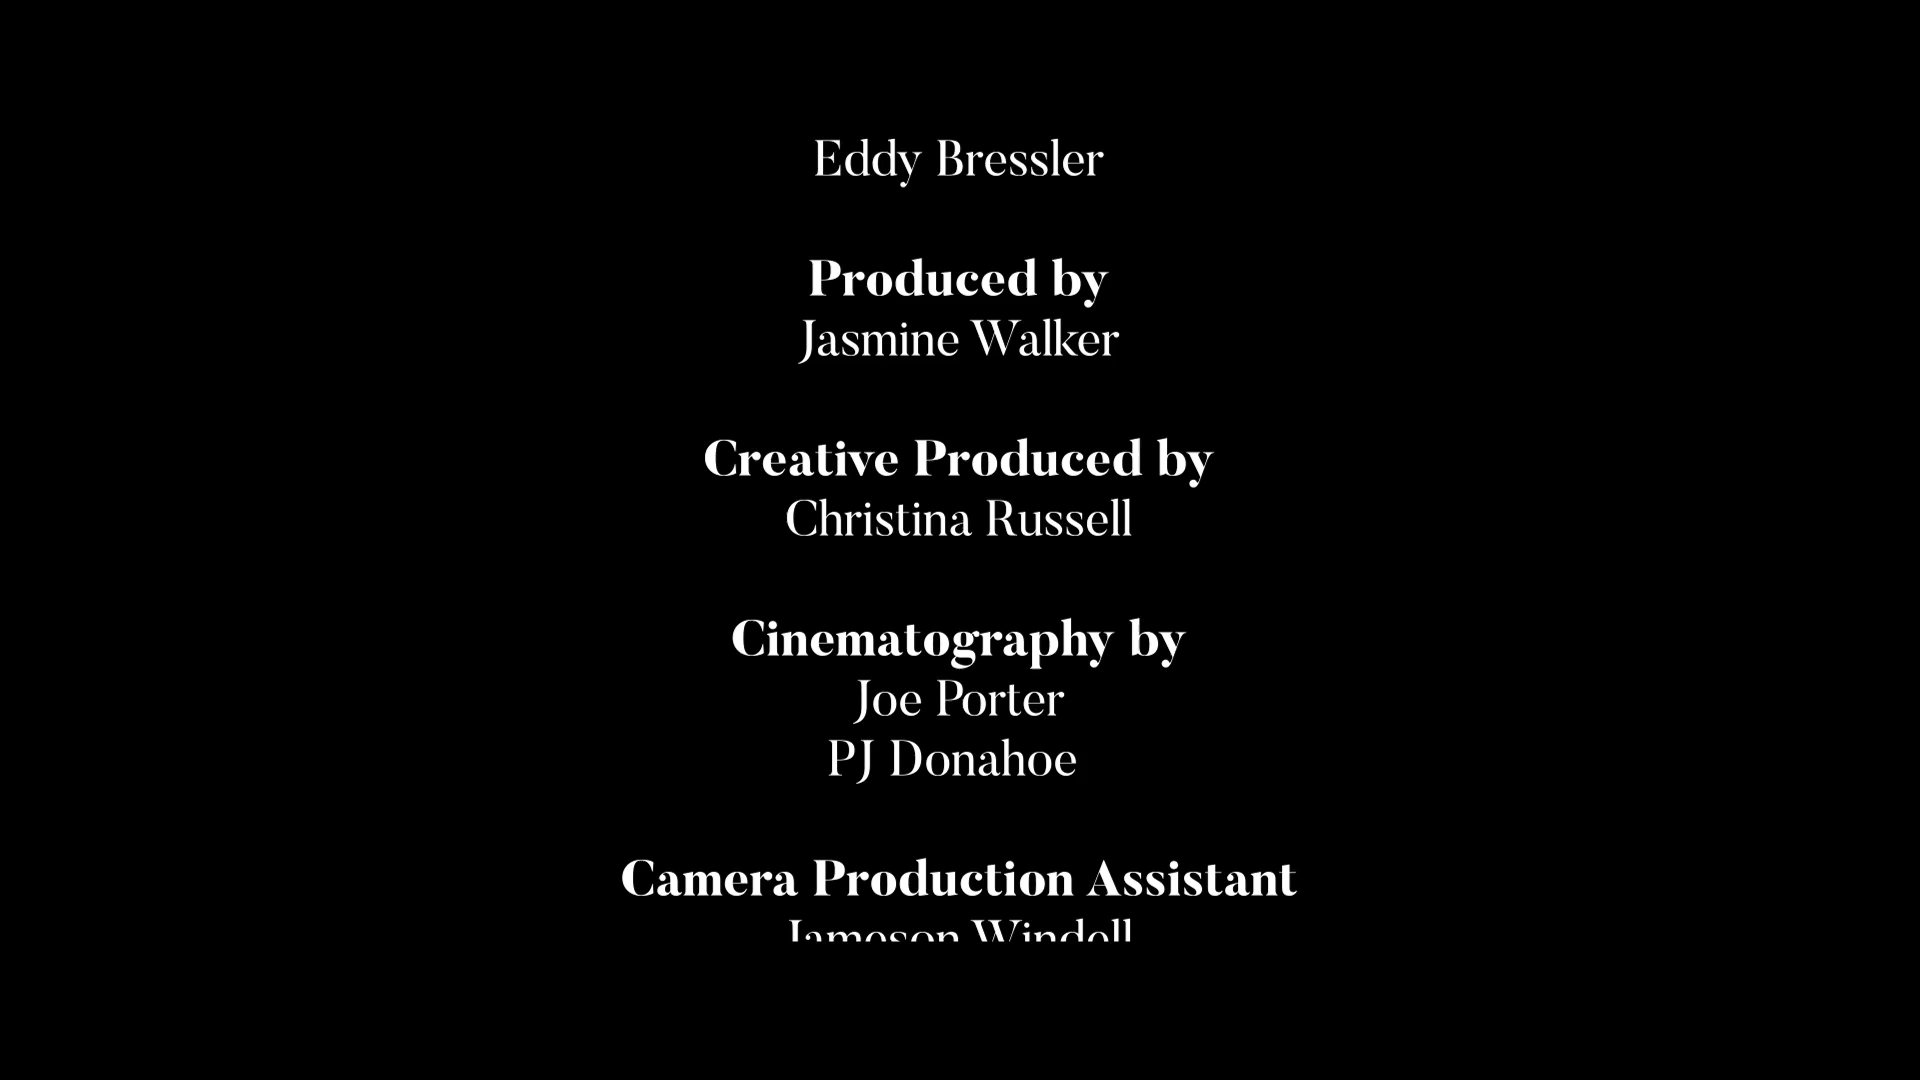 Eddy Bressler
Produced by
Jasmine Walker
Creative Produced by
Christina Russell
Cinematography by
Joe Porter
PJ Donahoe
Camera Production Assistant